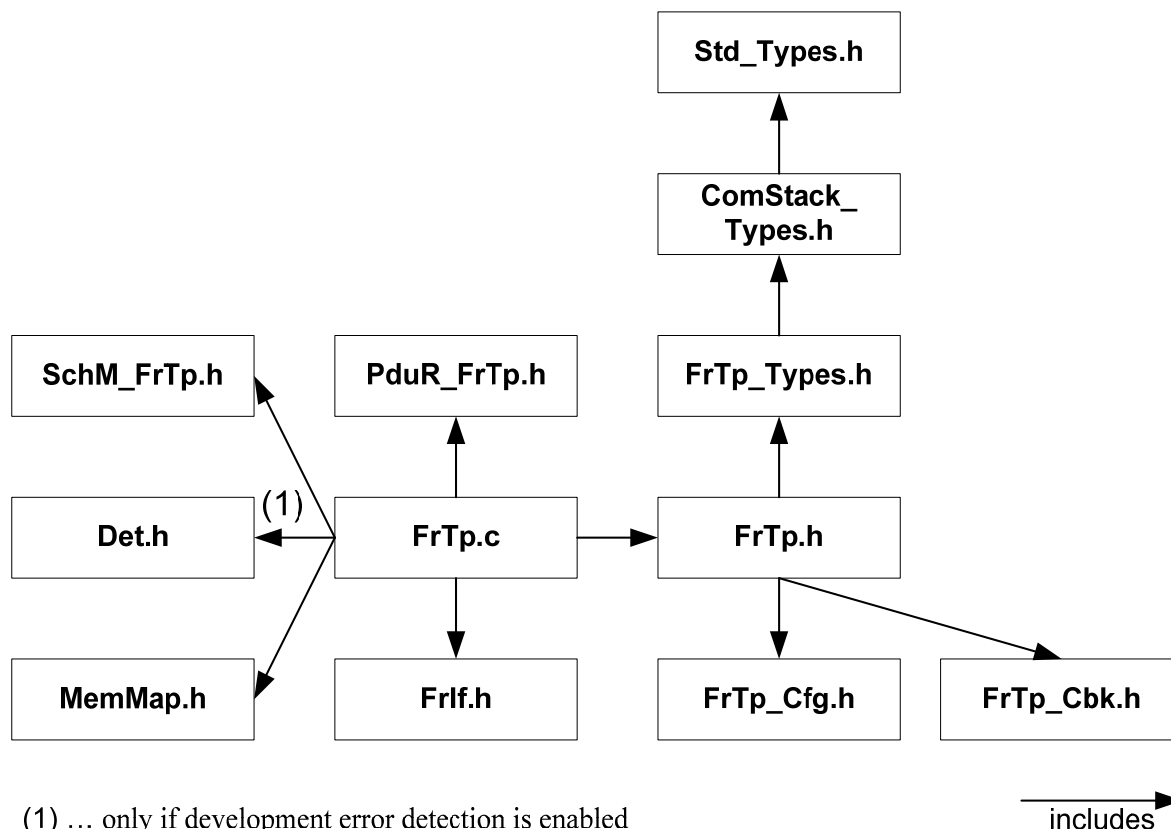 Std_Types.h
ComStack_
Types.h
SchM_FrTp.h
PduR_FrTp.h
FrTp_Types.h
(1)
Det.h
FrTp.c
FrTp.h
MemMap.h
FrIf.h
FrTp_Cfg.h
FrTp_Cbk.h
(1) … only if development error detection is enabled
includes